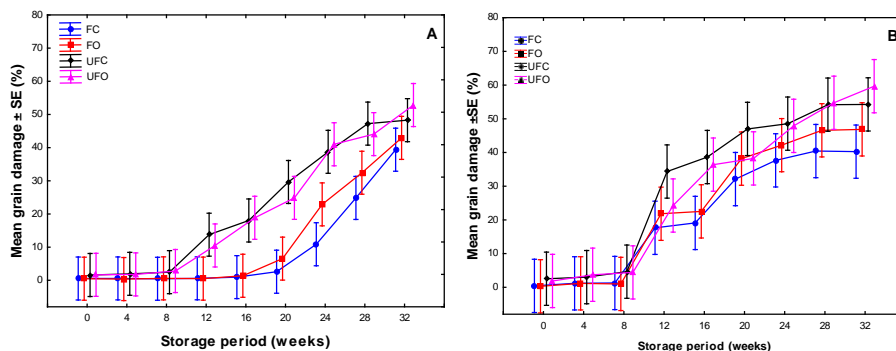 A
FC
FO
UFC
UFO
Mean grain damage ± SE (%)
80
70
60
50
40
30
20
10
0
0 4 8 12 16 20 24 28 32
Storage period (weeks)
B
FC
FO
UFC
UFO
Mean grain damage ±SE (%)
80
70
60
50
40
30
20
10
0
0 4 8 12 16 20 24 28 32
Storage period (weeks)